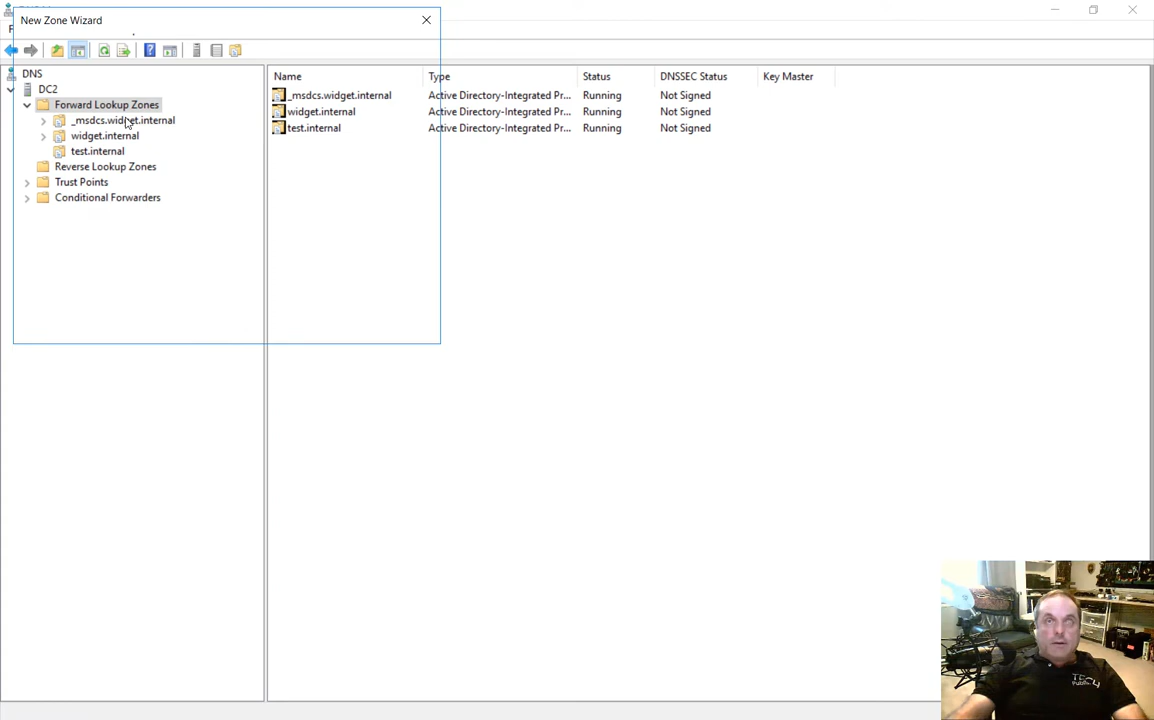 New Zone Wizard
DNS
DC2
Forward Lookup Zones
_msdcs.widget.internal
widget.internal
test.internal
Reverse Lookup Zones
Trust Points
Conditional Forwarders
Name Type Status DNSSEC Status Key Master
_msdcs.widget.internal Active Directory-Integrated Pr... Running Not Signed
widget.internal Active Directory-Integrated Pr... Running Not Signed
test.internal Active Directory-Integrated Pr... Running Not Signed